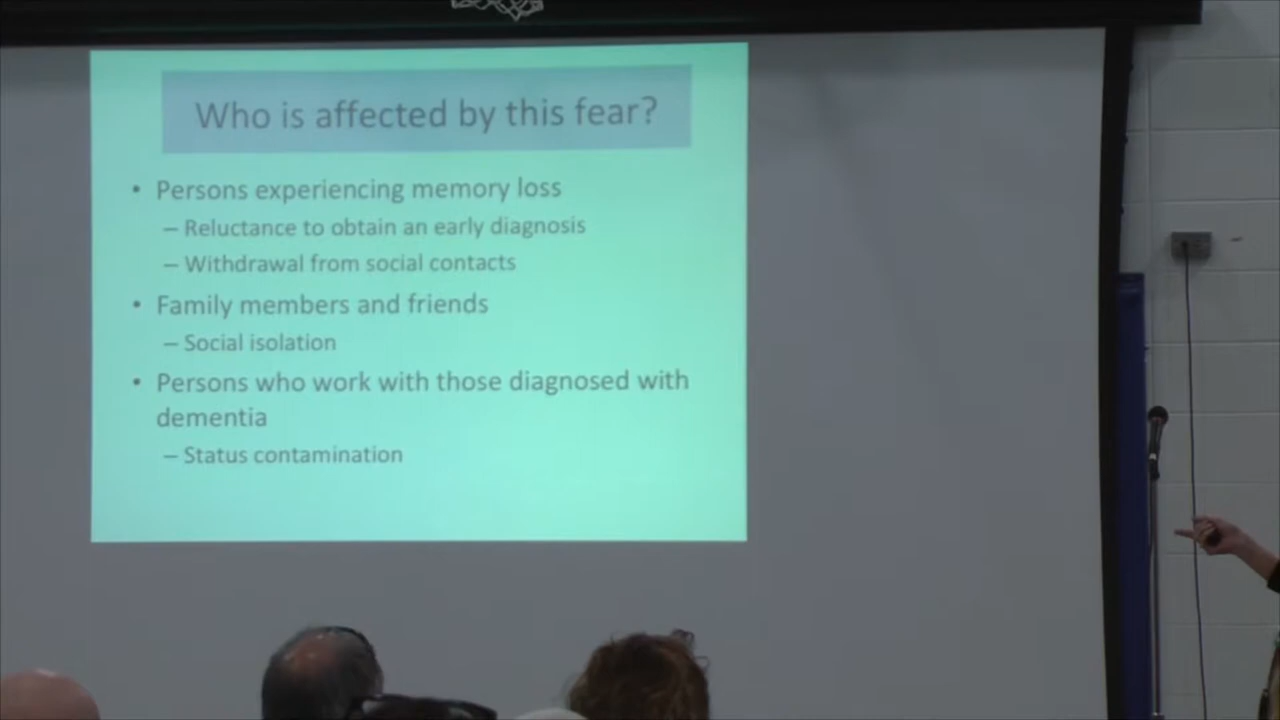 Who is affected by this fear?
• Persons experiencing memory loss
– Reluctance to obtain an early diagnosis
– Withdrawal from social contacts
• Family members and friends
– Social isolation
• Persons who work with those diagnosed with
dementia
– Status contamination